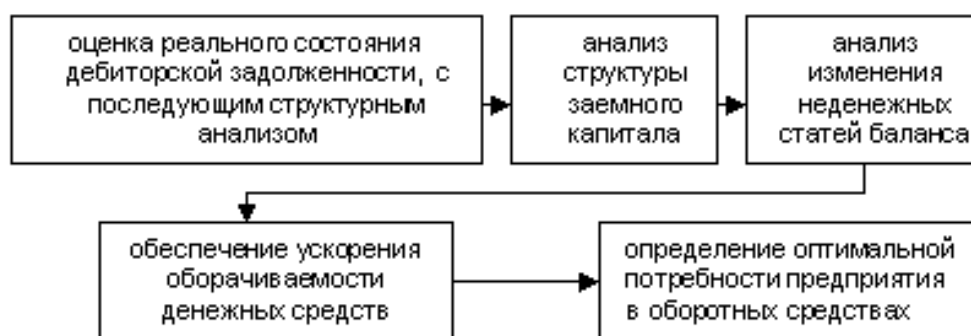 оценка реального состояния
дебиторской задолженности, с
последующим структурным
анализом
анализ
структуры
заемного
капитала
анализ
изменения
неденежных
статей баланса
обеспечение ускорения
оборачиваемости
денежных средств
определение оптимальной
потребности предприятия
в оборотных средствах